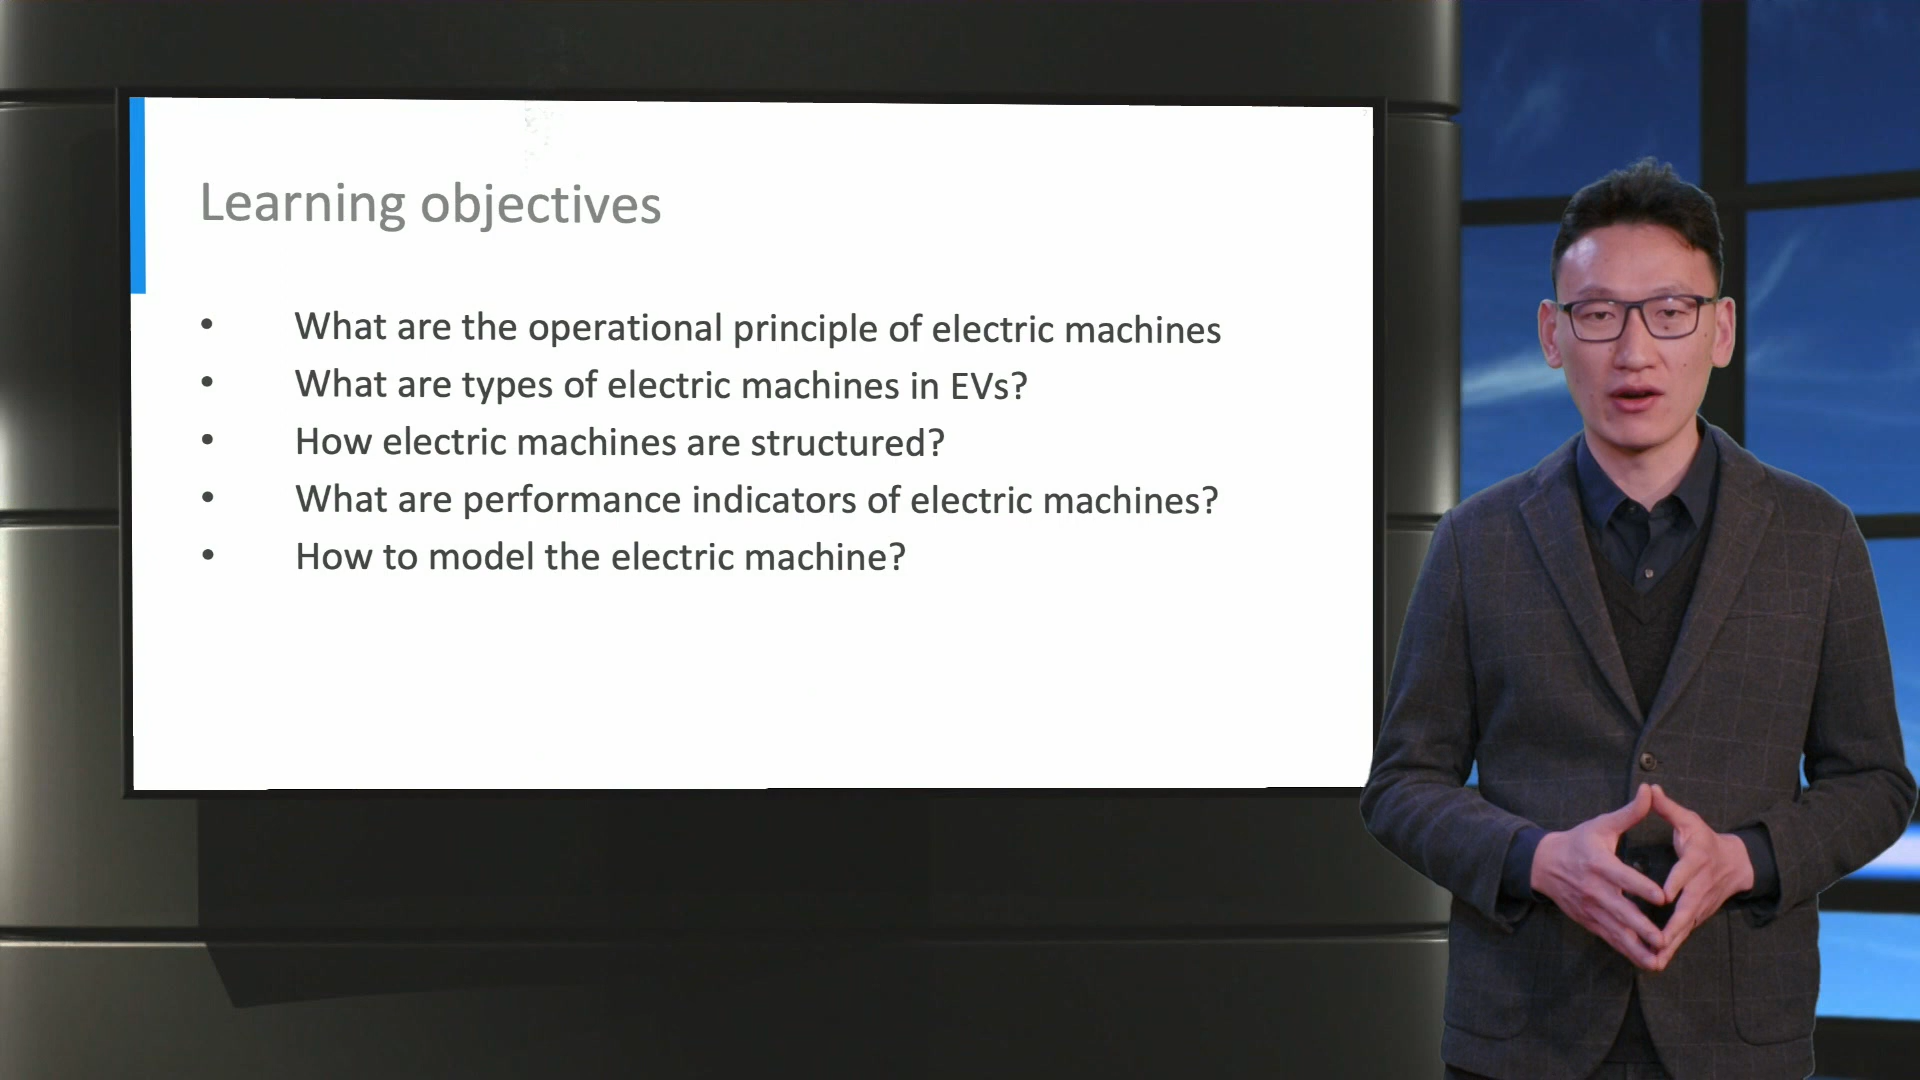 Learning objectives
• What are the operational principle of electric machines
• What are types of electric machines in EVs?
• How electric machines are structured?
• What are performance indicators of electric machines?
• How to model the electric machine?